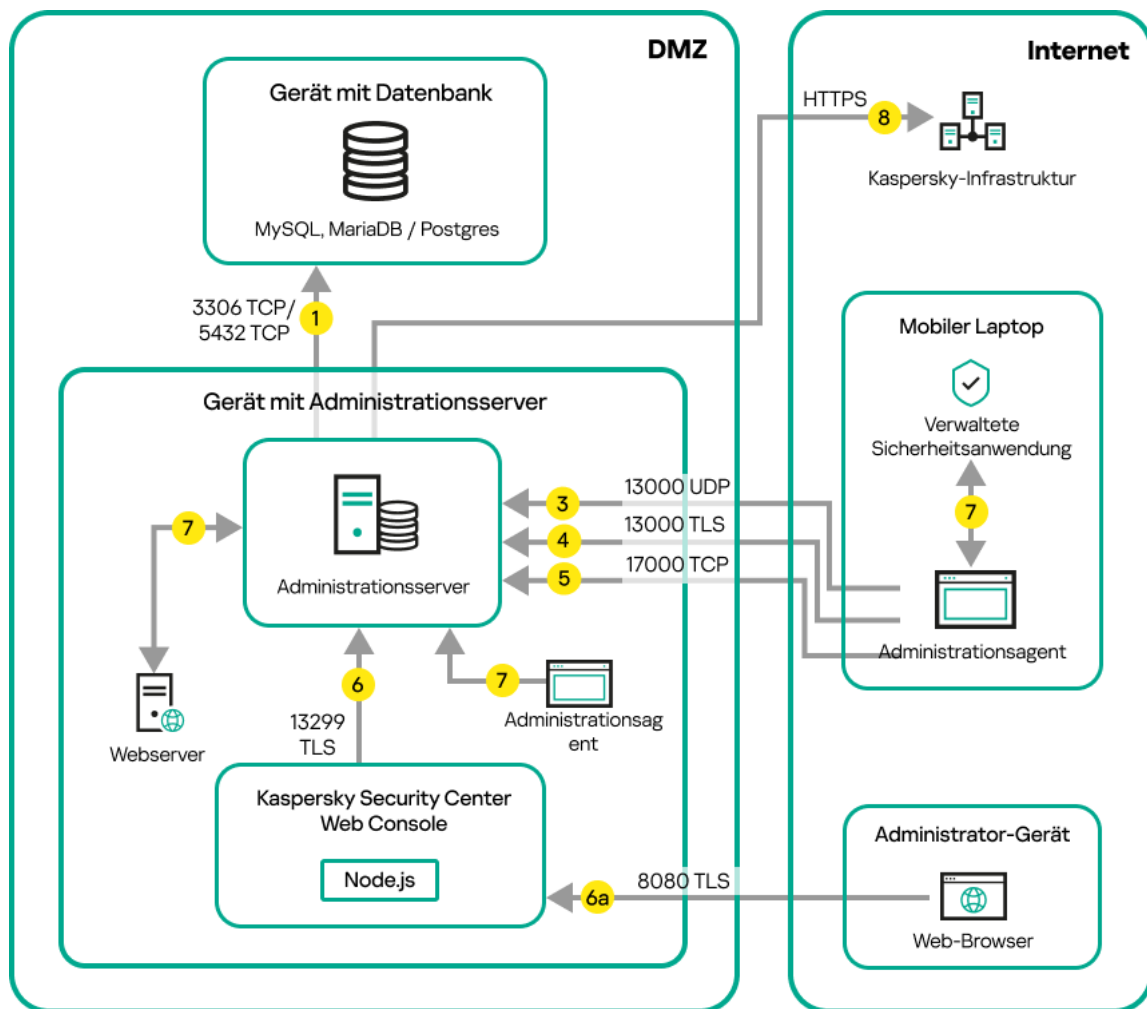 DMZ
Internet
Gerät mit Datenbank
MySQL, MariaDB / Postgres
HTTPS
8
Kaspersky-Infrastruktur
3306 TCP/
5432 TCP
1
Mobiler Laptop
Verwaltete
Sicherheitsanwendung
7
Administrationsagent
Gerät mit Administrationsserver
Administrationsserver
3
13000 UDP
4
13000 TLS
5
17000 TCP
7
Webserver
6
13299
TLS
7
Administrationsag
ent
Kaspersky Security Center
Web Console
Node.js
6a
8080 TLS
Administrator-Gerät
Web-Browser